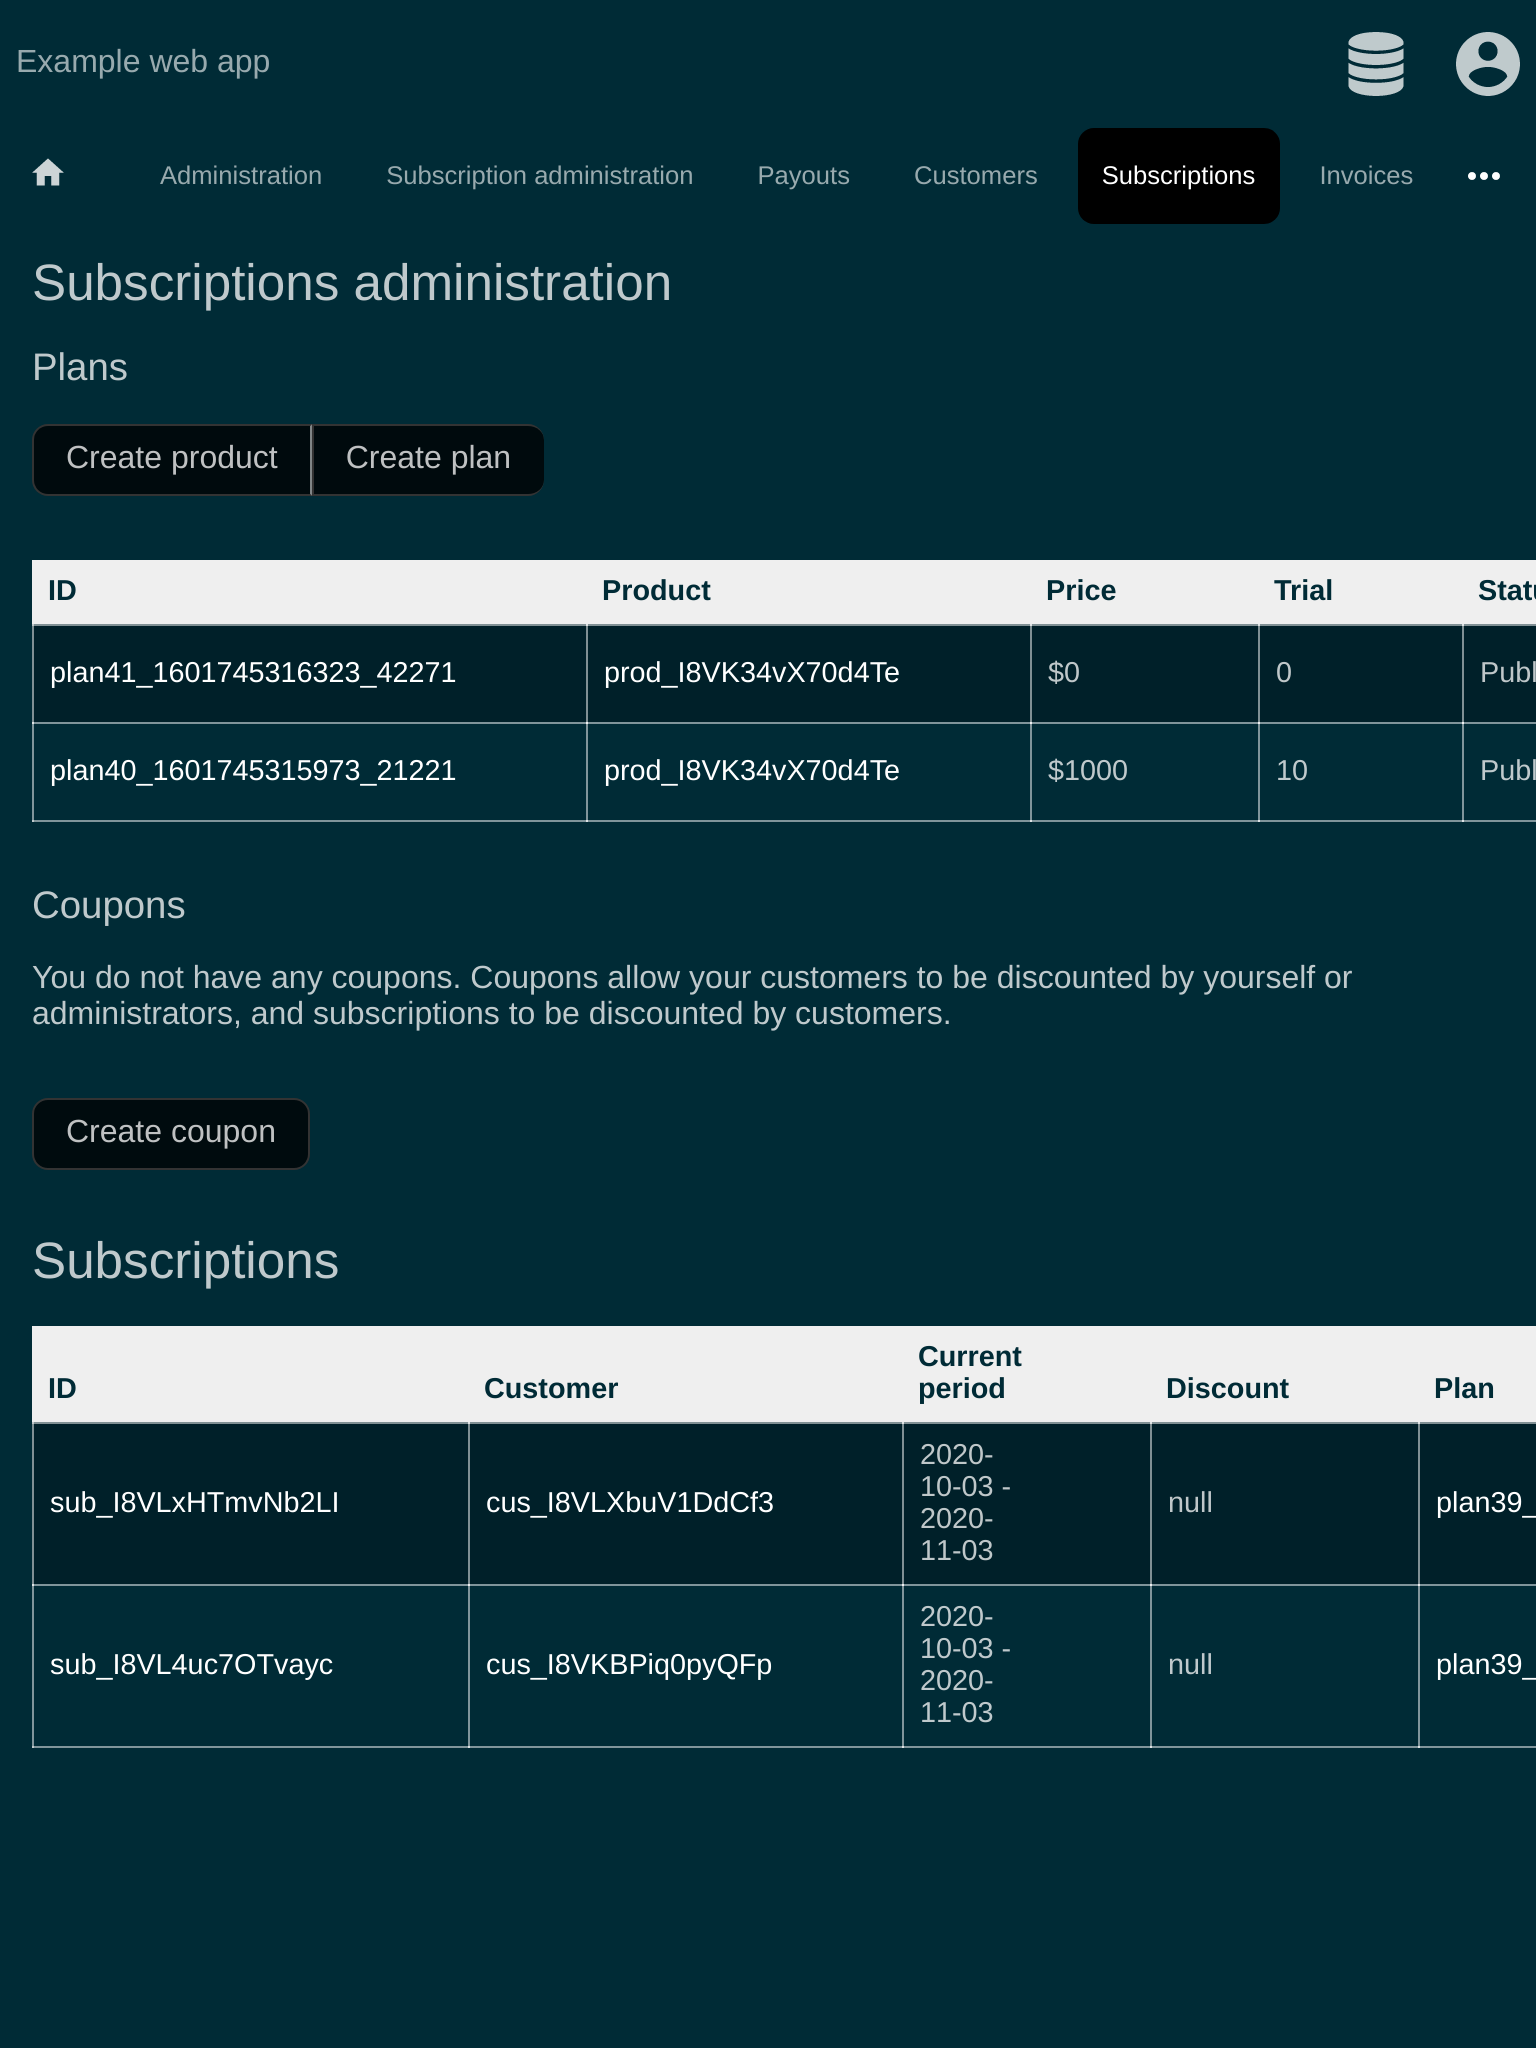 Example web app
Administration Subscription administration Payouts Customers Subscriptions Invoices
Subscriptions administration
Plans
Create product Create plan
ID Product Price Trial Statu
plan41_1601745316323_42271 prod_I8VK34vX70d4Te $0 0 Publ
plan40_1601745315973_21221 prod_I8VK34vX70d4Te $1000 10 Publ
Coupons
You do not have any coupons. Coupons allow your customers to be discounted by yourself or
administrators, and subscriptions to be discounted by customers.
Create coupon
Subscriptions
ID Customer Current period Discount Plan
sub_I8VLxHTmvNb2LI cus_I8VLXbuV1DdCf3 2020-10-03 - 2020-11-03 null plan39_
sub_I8VL4uc7OTvayc cus_I8VKBPiq0pyQFp 2020-10-03 - 2020-11-03 null plan39_